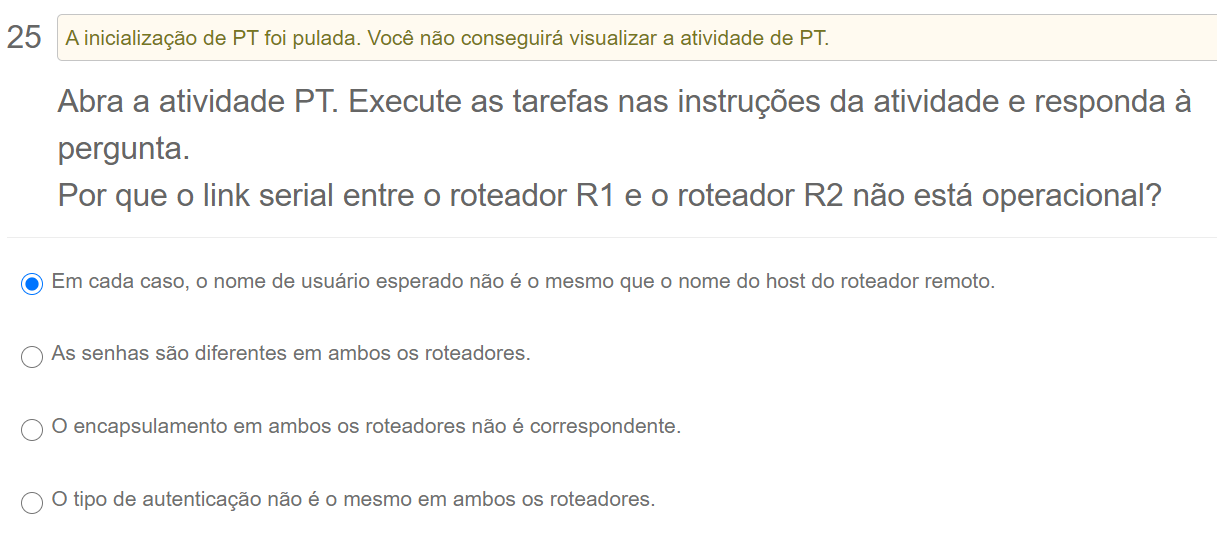 25
A inicialização de PT foi pulada. Você não conseguirá visualizar a atividade de PT.
Abra a atividade PT. Execute as tarefas nas instruções da atividade e responda à
pergunta.
Por que o link serial entre o roteador R1 e o roteador R2 não está operacional?
Em cada caso, o nome de usuário esperado não é o mesmo que o nome do host do roteador remoto.
As senhas são diferentes em ambos os roteadores.
O encapsulamento em ambos os roteadores não é correspondente.
O tipo de autenticação não é o mesmo em ambos os roteadores.